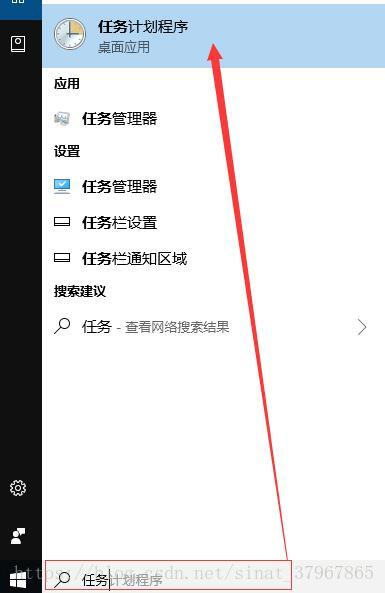 任务计划程序
桌面应用
应用
任务管理器
设置
任务管理器
任务栏设置
任务栏通知区域
搜索建议
任务 - 查看网络搜索结果
https://blog.csdn.net/sinat_37967865
任务计划程序